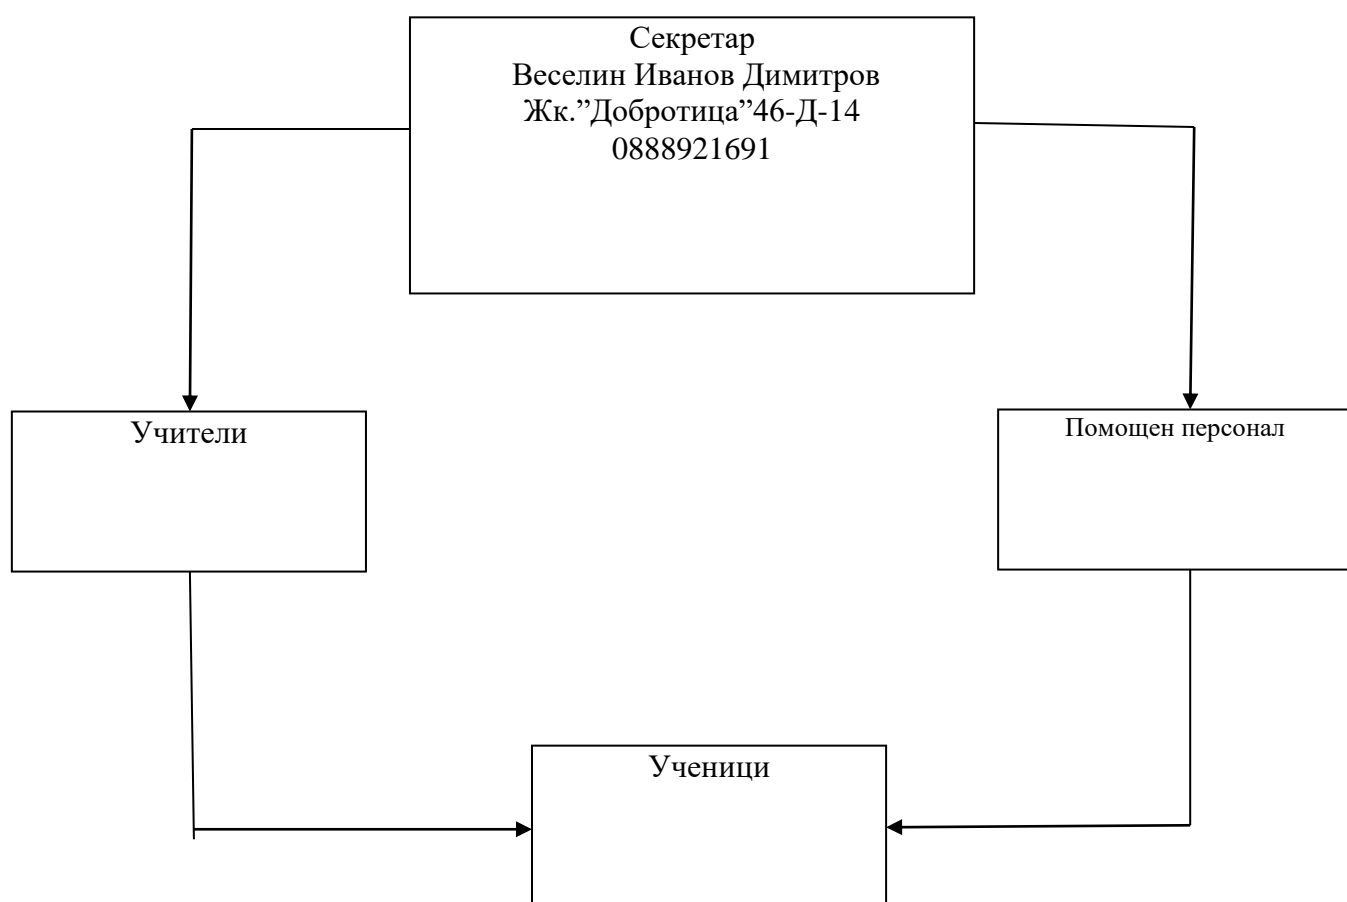 Секретар
Веселин Иванов Димитров
Жк.”Добротица”46-Д-14
0888921691
Учители
Помощен персонал
Ученици